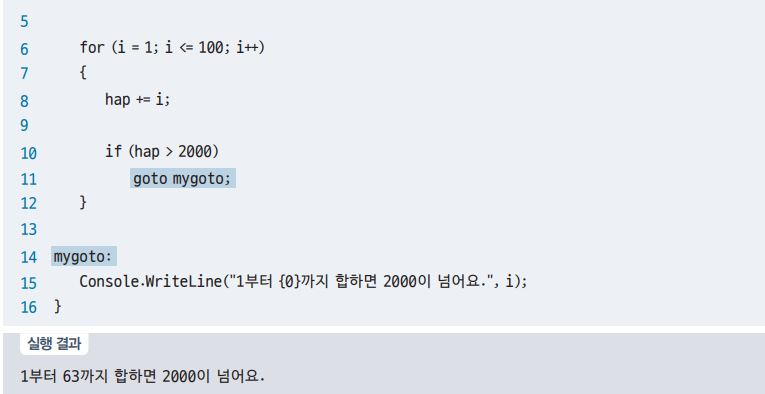 5
6 for (i = 1; i <= 100; i++)
7 {
8 hap += i;
9
10 if (hap > 2000)
11 goto mygoto;
12 }
13
14 mygoto:
15 Console.WriteLine("1부터 {0}까지 합하면 2000이 넘어요.", i);
16 }
실행 결과
1부터 63까지 합하면 2000이 넘어요.